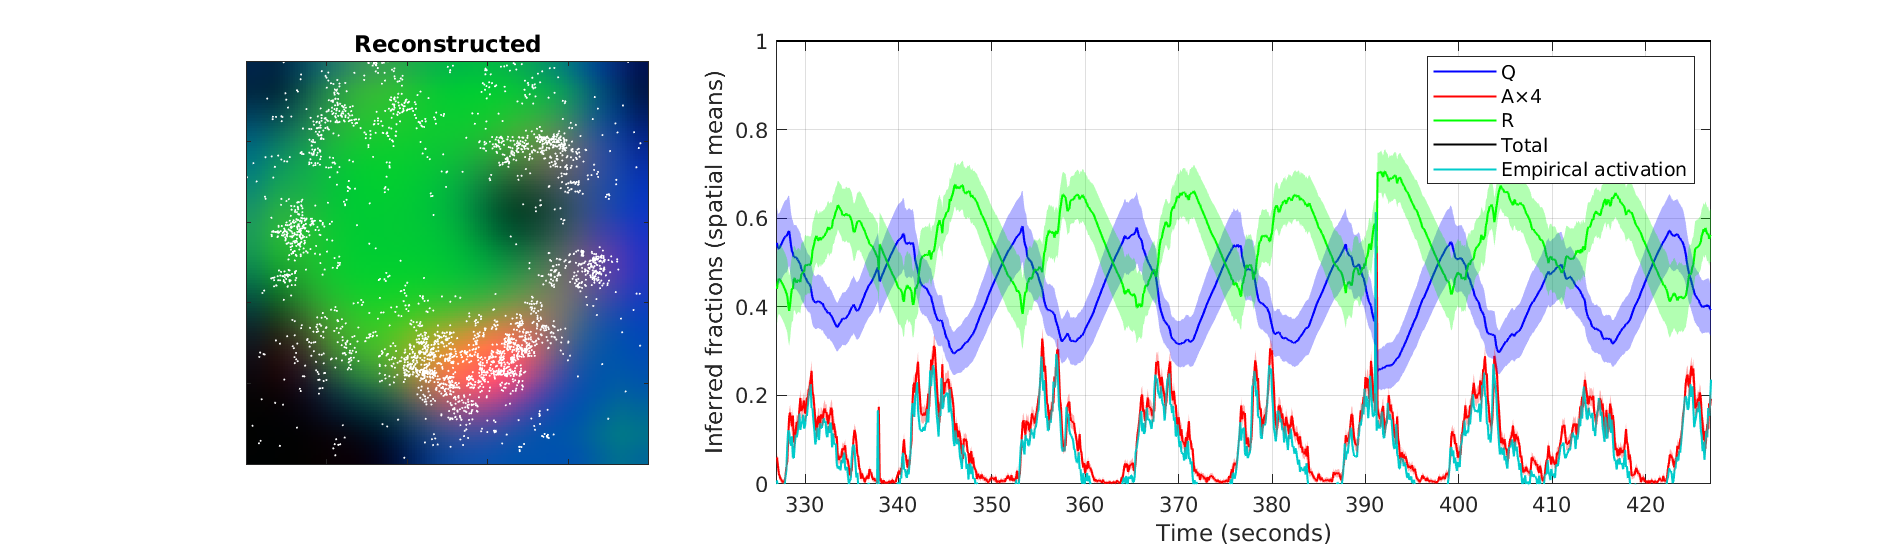 Reconstructed
Inferred fractions (spatial means)
1
0.8
0.6
0.4
0.2
0
Q
A×4
R
Total
Empirical activation
330 340 350 360 370 380 390 400 410 420
Time (seconds)